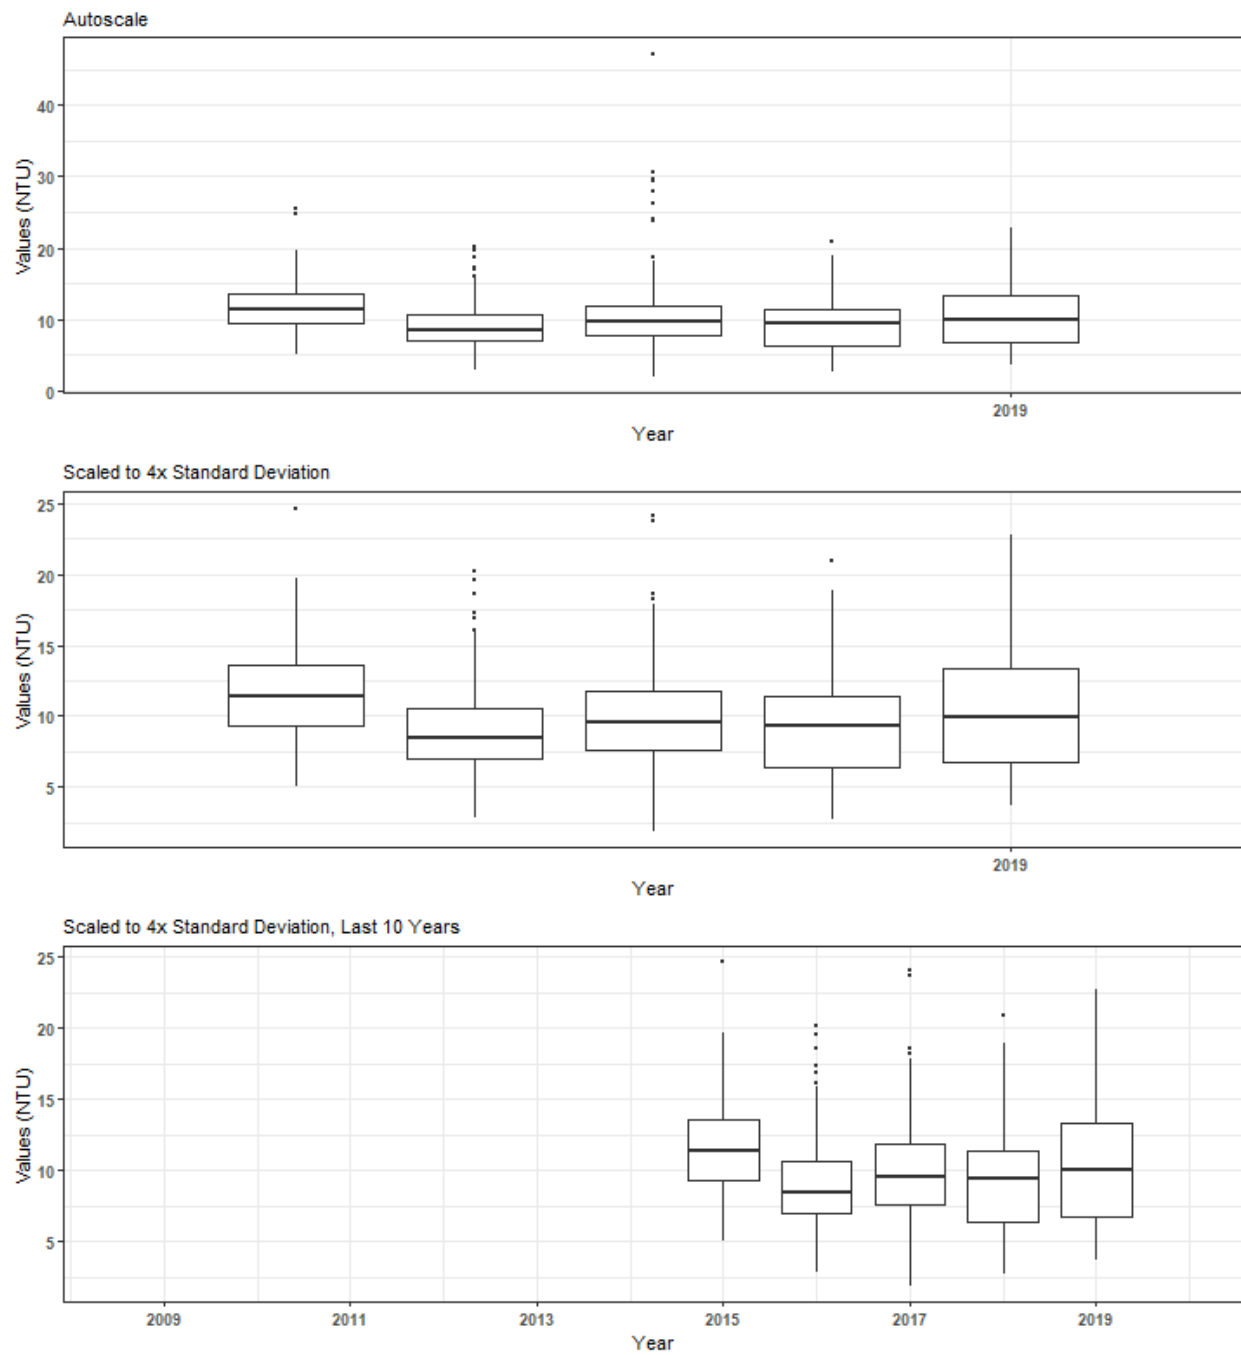 Autoscale
Values (NTU)
40
30
20
10
0
2019
Year
Scaled to 4x Standard Deviation
Values (NTU)
25
20
15
10
5
2019
Year
Scaled to 4x Standard Deviation, Last 10 Years
Values (NTU)
25
20
15
10
5
2009 2011 2013 2015 2017 2019
Year